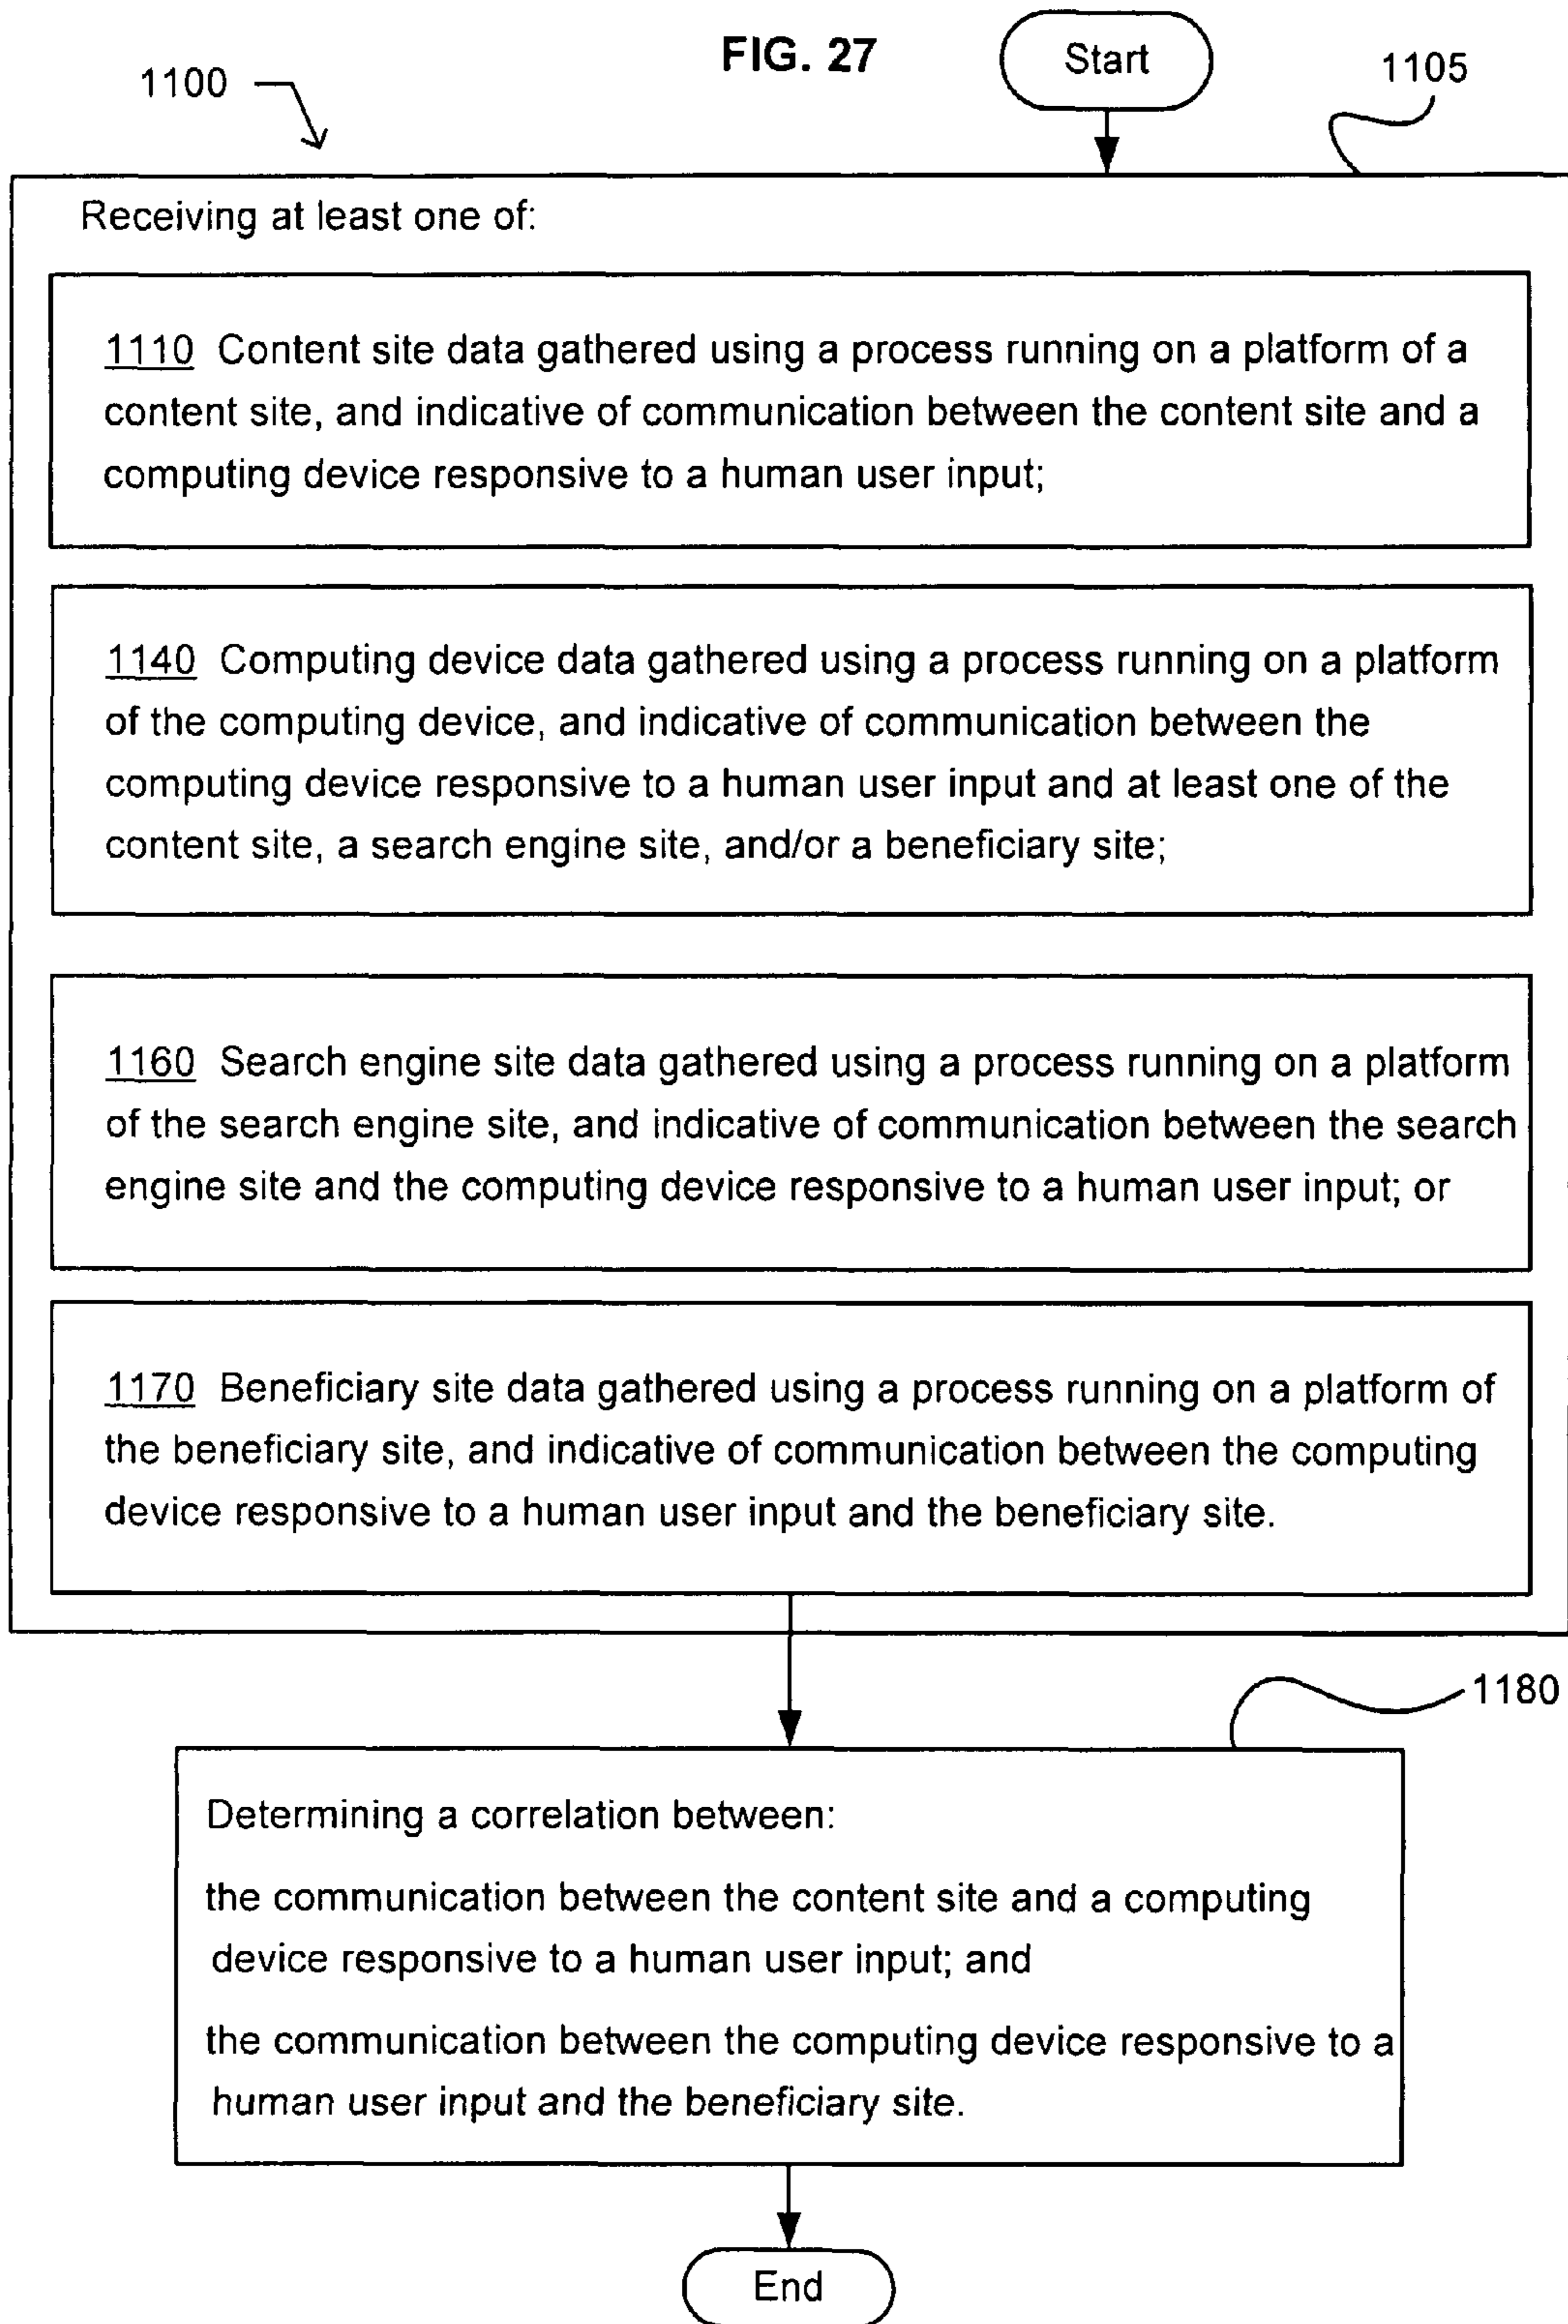 FIG. 27
Start
1100
1105
Receiving at least one of:
1110 Content site data gathered using a process running on a platform of a
content site, and indicative of communication between the content site and a
computing device responsive to a human user input;
1140 Computing device data gathered using a process running on a platform
of the computing device, and indicative of communication between the
computing device responsive to a human user input and at least one of the
content site, a search engine site, and/or a beneficiary site;
1160 Search engine site data gathered using a process running on a platform
of the search engine site, and indicative of communication between the search
engine site and the computing device responsive to a human user input; or
1170 Beneficiary site data gathered using a process running on a platform of
the beneficiary site, and indicative of communication between the computing
device responsive to a human user input and the beneficiary site.
1180
Determining a correlation between:
the communication between the content site and a computing
device responsive to a human user input; and
the communication between the computing device responsive to a
human user input and the beneficiary site.
End